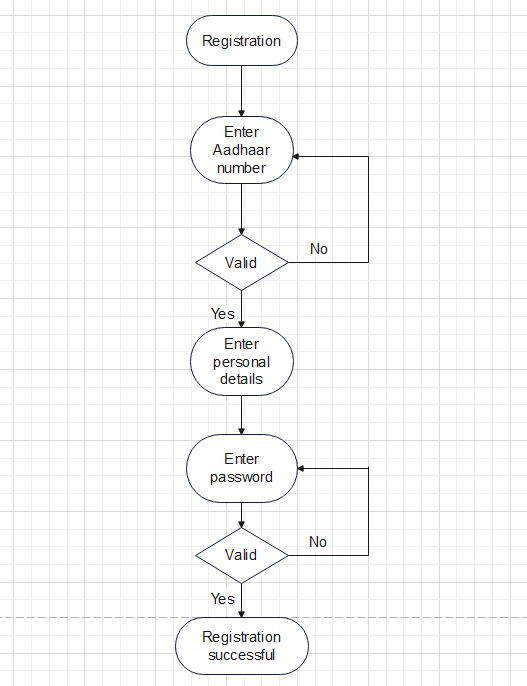 Registration
Enter
Aadhaar
number
Valid
No
Yes
Enter
personal
details
Enter
password
Valid
No
Yes
Registration
successful